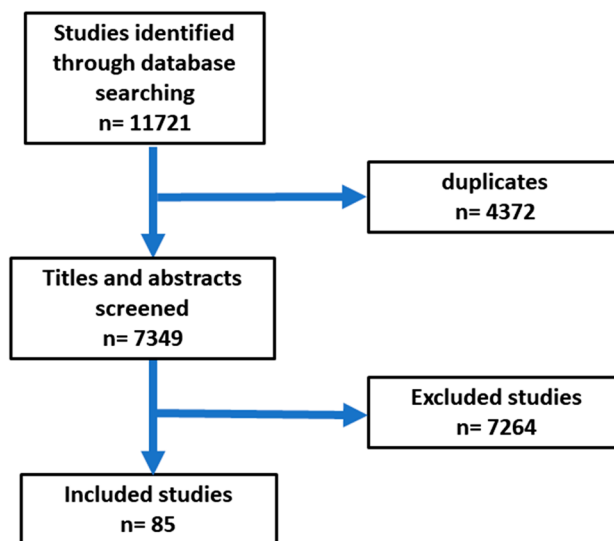 Studies identified
through database
searching
n= 11721
duplicates
n= 4372
Titles and abstracts
screened
n= 7349
Excluded studies
n= 7264
Included studies
n= 85